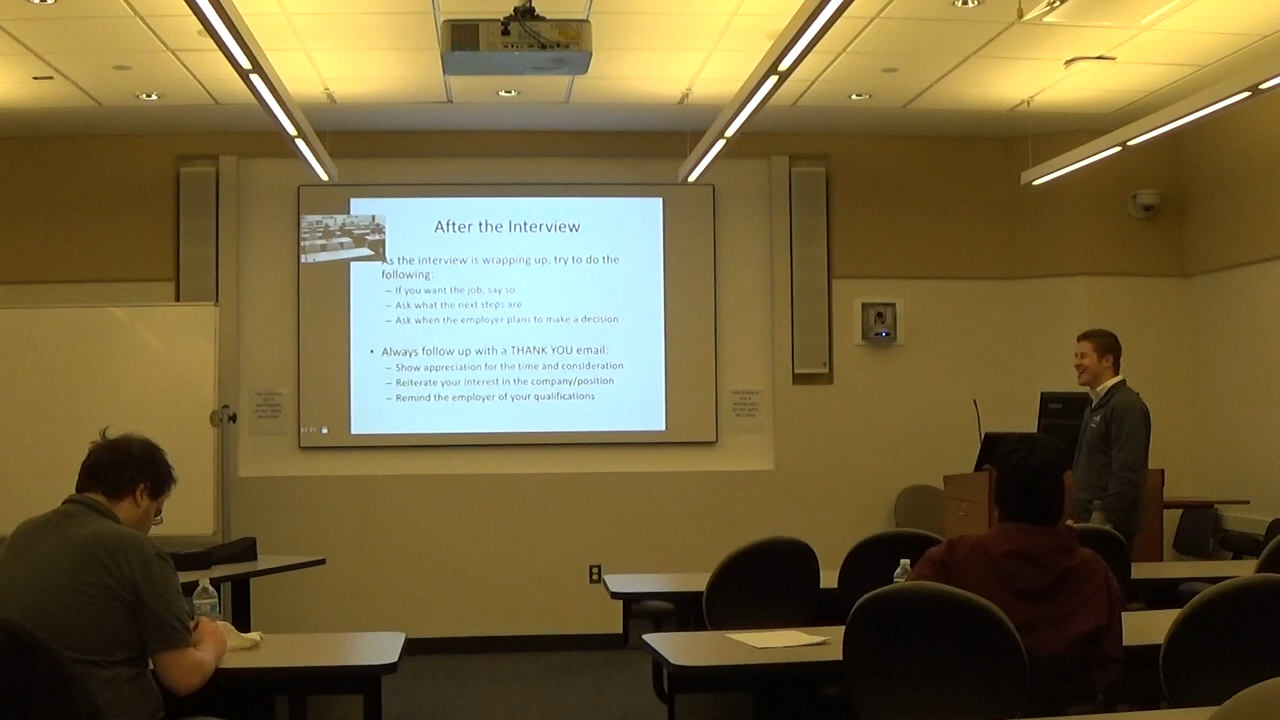 After the Interview
As the interview is wrapping up, try to do the
following:
– If you want the job, say so
– Ask what the next steps are
– Ask when the employer plans to make a decision
• Always follow up with a THANK YOU email:
– Show appreciation for the time and consideration
– Reiterate your interest in the company/position
– Remind the employer of your qualifications